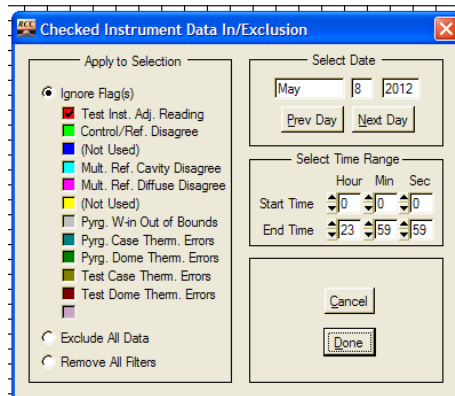 RCC Checked Instrument Data In/Exclusion
Apply to Selection
Ignore Flag(s)
Test Inst. Adj. Reading
Control/Ref. Disagree
(Not Used)
Mult. Ref. Cavity Disagree
Mult. Ref. Diffuse Disagree
(Not Used)
Pyrg. W-in Out of Bounds
Pyrg. Case Therm. Errors
Pyrg. Dome Therm. Errors
Test Case Therm. Errors
Test Dome Therm. Errors
Exclude All Data
Remove All Filters
Select Date
May 8 2012
Prev Day Next Day
Select Time Range
Hour Min Sec
Start Time 0 0 0
End Time 23 59 59
Cancel
Done